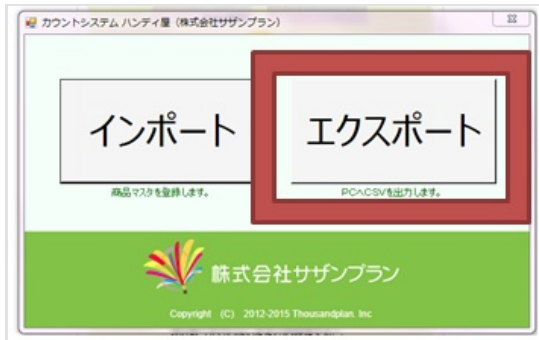 カウントシステム ハンディ屋（株式会社サザンプラン）
インポート
エクスポート
商品マスタを登録します。
PCへCSVを出力します。
株式会社サザンプラン
Copyright （C） 2012-2015 Thousandplan. Inc